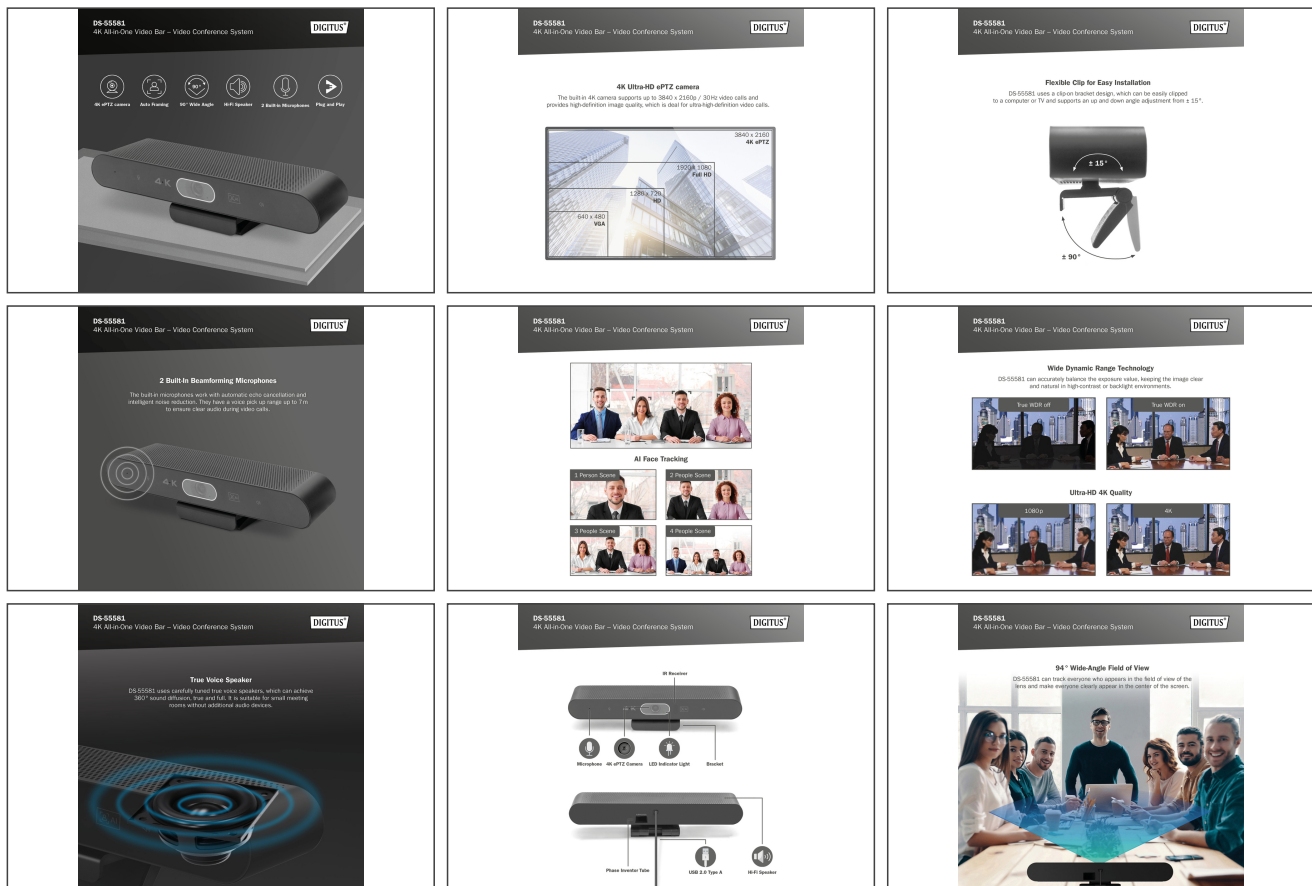 DS-55581
4K All-in-One Video Bar – Video Conference System
DIGITUS®
90°
4K ePTZ camera
Auto Framing
90° Wide Angle
Hi-Fi Speaker
2 Built-in Microphones
Plug and Play
4K
DS-55581
4K All-in-One Video Bar – Video Conference System
DIGITUS®
4K Ultra-HD ePTZ camera
The built-in 4K camera supports up to 3840 x 2160p / 30Hz video calls and
provides high-definition image quality, which is deal for ultra-high-definition video calls.
3840 x 2160
4K ePTZ
1920 x 1080
Full HD
1280 x 720
HD
640 x 480
VGA
DS-55581
4K All-in-One Video Bar – Video Conference System
DIGITUS®
Flexible Clip for Easy Installation
DS-55581 uses a clip-on bracket design, which can be easily clipped
to a computer or TV and supports an up and down angle adjustment from ± 15°.
± 15°
± 90°
DS-55581
4K All-in-One Video Bar – Video Conference System
DIGITUS®
2 Built-In Beamforming Microphones
The built-in microphones work with automatic echo cancellation and
intelligent noise reduction. They have a voice pick up range up to 7m
to ensure clear audio during video calls.
4K
DS-55581
4K All-in-One Video Bar – Video Conference System
DIGITUS®
AI Face Tracking
1 Person Scene
2 People Scene
3 People Scene
4 People Scene
DS-55581
4K All-in-One Video Bar – Video Conference System
DIGITUS®
Wide Dynamic Range Technology
DS-55581 can accurately balance the exposure value, keeping the image clear
and natural in high-contrast or backlight environments.
True WDR off
True WDR on
Ultra-HD 4K Quality
1080p
4K
DS-55581
4K All-in-One Video Bar – Video Conference System
DIGITUS®
True Voice Speaker
DS-55581 uses carefully tuned true voice speakers, which can achieve
360° sound diffusion, true and full. It is suitable for small meeting
rooms without additional audio devices.
DS-55581
4K All-in-One Video Bar – Video Conference System
DIGITUS®
IR Receiver
4K
Microphone
4K ePTZ Camera
LED Indicator Light
Bracket
Phase Inventor Tube
USB 2.0 Type A
Hi-Fi Speaker
DS-55581
4K All-in-One Video Bar – Video Conference System
DIGITUS®
94° Wide-Angle Field of View
DS-55581 can track everyone who appears in the field of view of the
lens and make everyone clearly appear in the center of the screen.